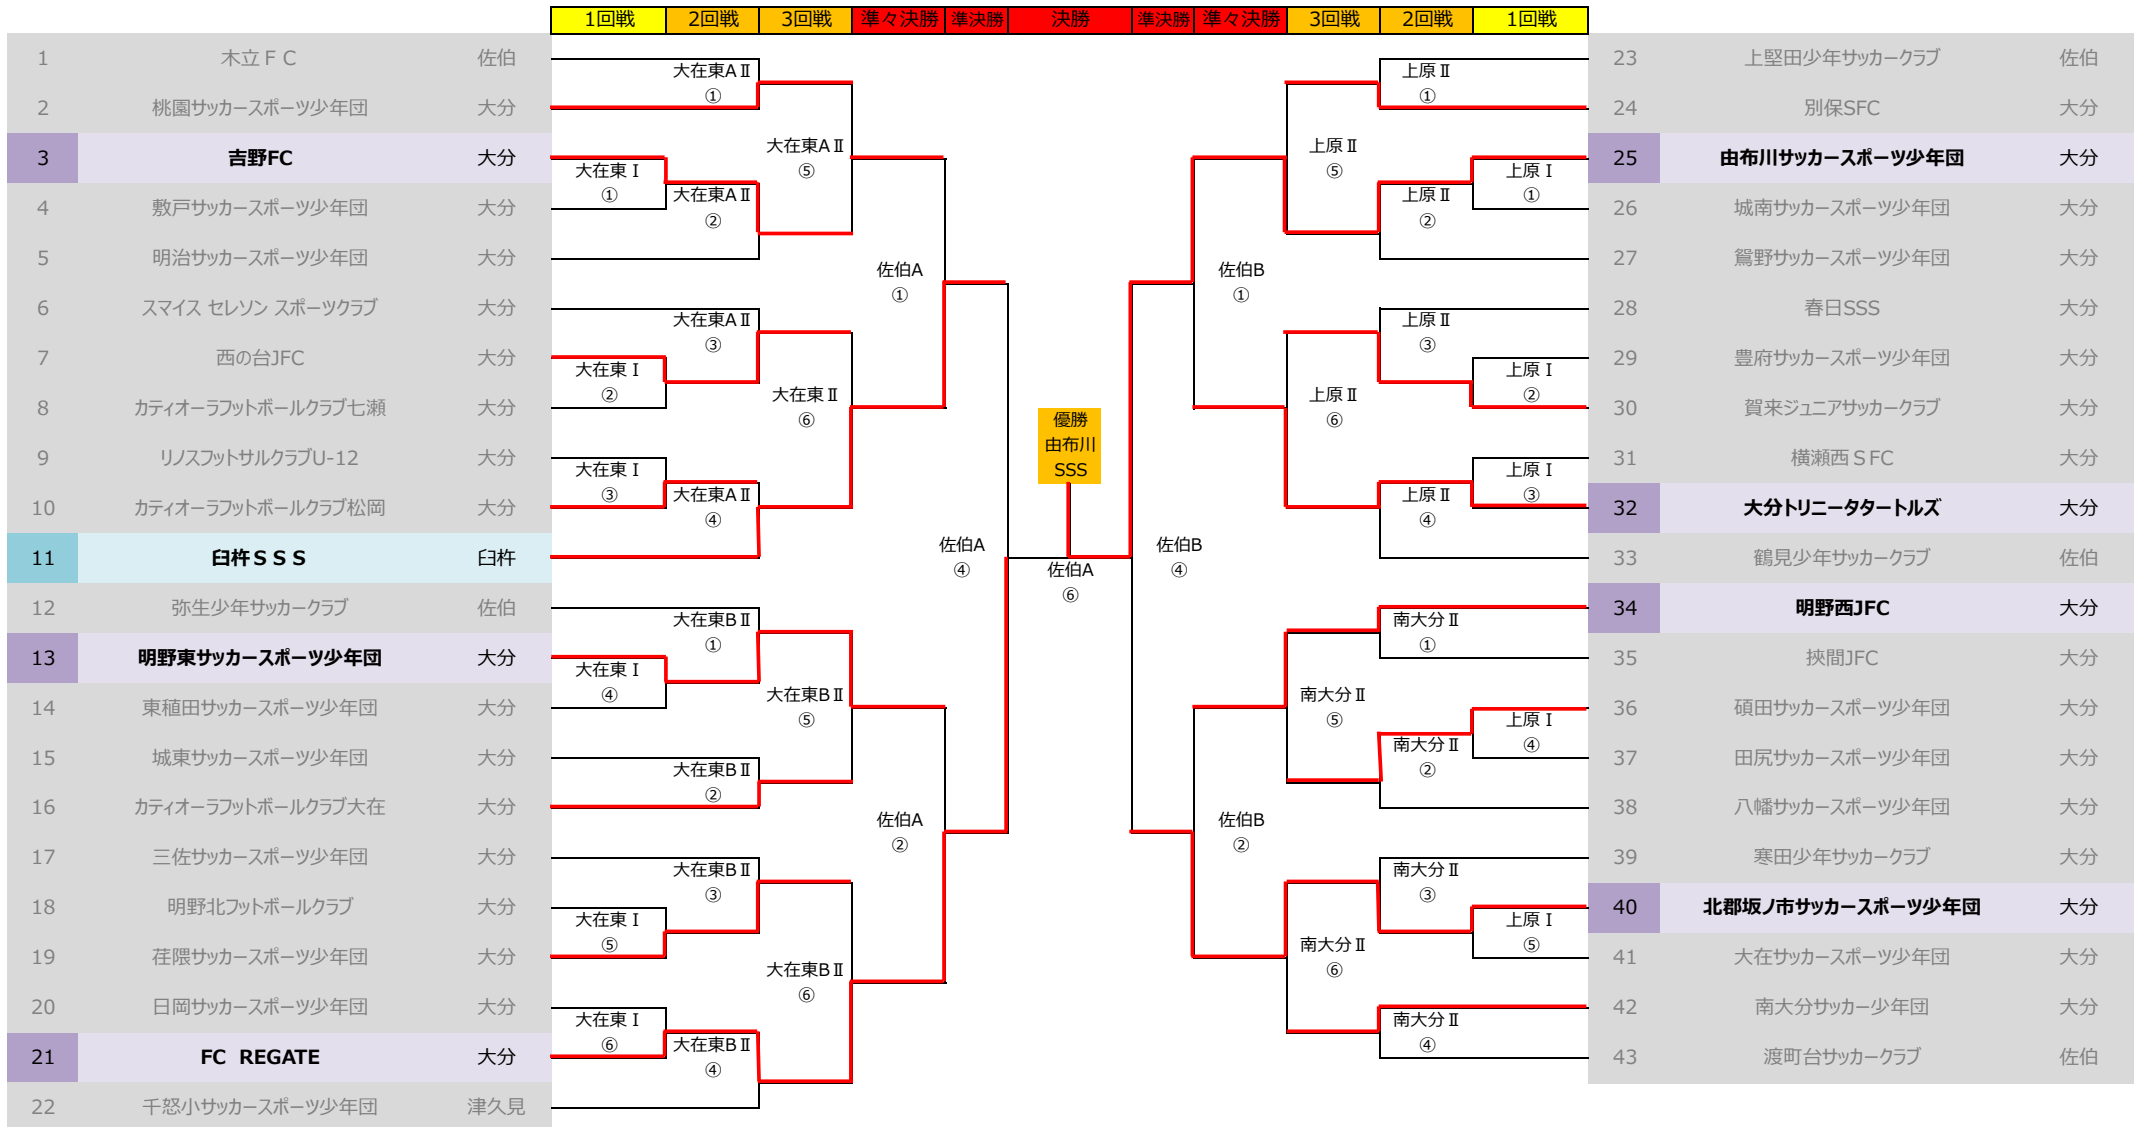 1回戦 2回戦 3回戦 準々決勝 準決勝 決勝 準決勝 準々決勝 3回戦 2回戦 1回戦
1 木立ＦＣ 佐伯
2 桃園サッカースポーツ少年団 大分
3 吉野FC 大分
4 敷戸サッカースポーツ少年団 大分
5 明治サッカースポーツ少年団 大分
6 スマイス セレソン スポーツクラブ 大分
7 西の台JFC 大分
8 カティオーラフットボールクラブ七瀬 大分
9 リノスフットサルクラブU-12 大分
10 カティオーラフットボールクラブ松岡 大分
11 臼杵ＳＳＳ 臼杵
12 弥生少年サッカークラブ 佐伯
13 明野東サッカースポーツ少年団 大分
14 東稙田サッカースポーツ少年団 大分
15 城東サッカースポーツ少年団 大分
16 カティオーラフットボールクラブ大在 大分
17 三佐サッカースポーツ少年団 大分
18 明野北フットボールクラブ 大分
19 荏隈サッカースポーツ少年団 大分
20 日岡サッカースポーツ少年団 大分
21 FC REGATE 大分
22 千怒小サッカースポーツ少年団 津久見
大在東Ⅰ
①
大在東Ⅰ
②
大在東Ⅰ
③
大在東Ⅰ
④
大在東Ⅰ
⑤
大在東Ⅰ
⑥
大在東AⅡ
①
大在東AⅡ
②
大在東AⅡ
③
大在東AⅡ
④
大在東BⅡ
①
大在東BⅡ
②
大在東BⅡ
③
大在東BⅡ
④
大在東AⅡ
⑤
大在東Ⅱ
⑥
大在東BⅡ
⑤
大在東BⅡ
⑥
佐伯A
①
佐伯A
②
佐伯A
④
優勝
由布川
SSS
佐伯A
⑥
佐伯B
④
佐伯B
①
佐伯B
②
上原Ⅱ
⑤
上原Ⅱ
⑥
南大分Ⅱ
⑤
南大分Ⅱ
⑥
上原Ⅱ
①
上原Ⅱ
②
上原Ⅱ
③
上原Ⅱ
④
南大分Ⅱ
①
南大分Ⅱ
②
南大分Ⅱ
③
南大分Ⅱ
④
上原Ⅰ
①
上原Ⅰ
②
上原Ⅰ
③
上原Ⅰ
④
上原Ⅰ
⑤
23 上堅田少年サッカークラブ 佐伯
24 別保SFC 大分
25 由布川サッカースポーツ少年団 大分
26 城南サッカースポーツ少年団 大分
27 鴛野サッカースポーツ少年団 大分
28 春日SSS 大分
29 豊府サッカースポーツ少年団 大分
30 賀来ジュニアサッカークラブ 大分
31 横瀬西ＳFC 大分
32 大分トリニータタートルズ 大分
33 鶴見少年サッカークラブ 佐伯
34 明野西JFC 大分
35 挾間JFC 大分
36 碩田サッカースポーツ少年団 大分
37 田尻サッカースポーツ少年団 大分
38 八幡サッカースポーツ少年団 大分
39 寒田少年サッカークラブ 大分
40 北郡坂ノ市サッカースポーツ少年団 大分
41 大在サッカースポーツ少年団 大分
42 南大分サッカー少年団 大分
43 渡町台サッカークラブ 佐伯